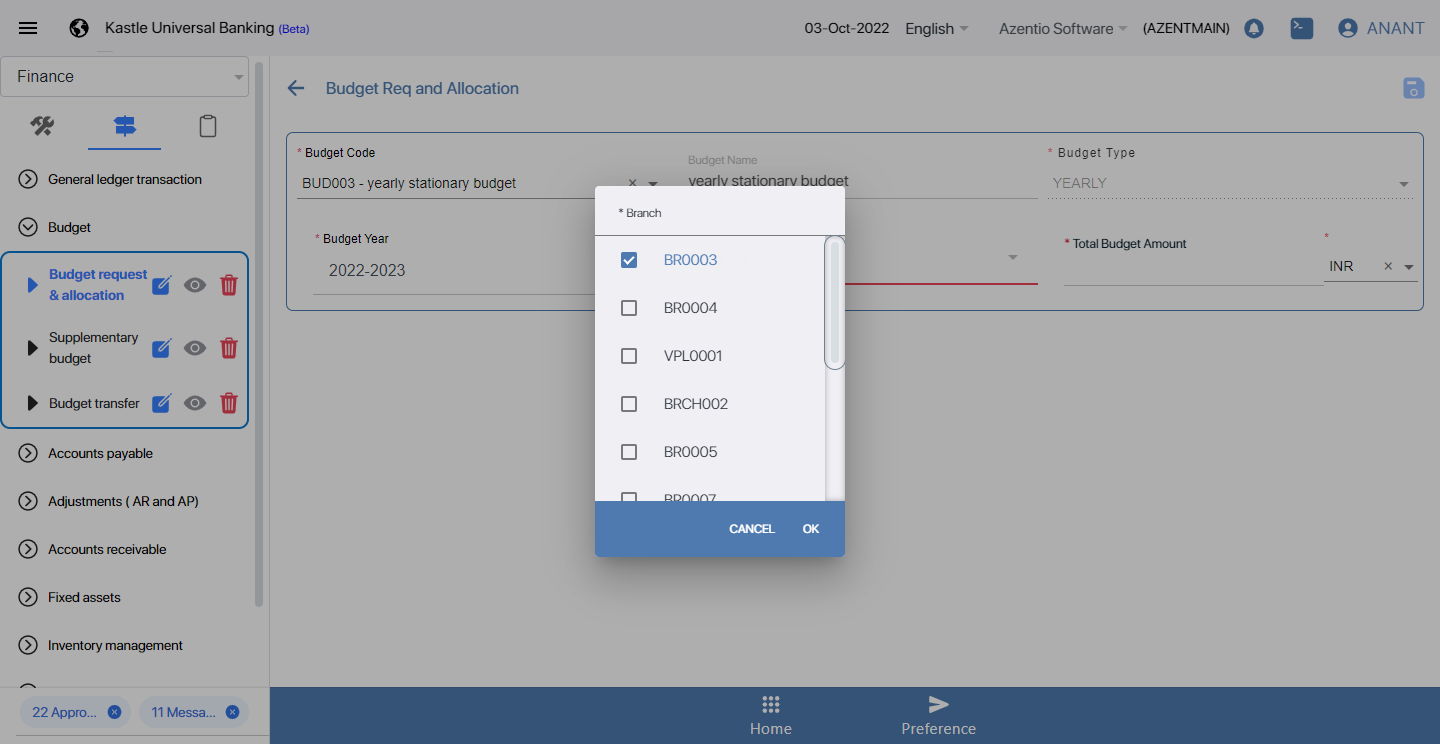 Kastle Universal Banking (Beta)
03-Oct-2022
English
Azentio Software
(AZENTMAIN)
ANANT
Finance
General ledger transaction
Budget
Budget request
& allocation
Supplementary
budget
Budget transfer
Accounts payable
Adjustments ( AR and AP)
Accounts receivable
Fixed assets
Inventory management
22 Appro...
11 Messa...
Budget Req and Allocation
* Budget Code
BUD003 - yearly stationary budget
Budget Name
yearly stationary budget
* Budget Type
YEARLY
* Budget Year
2022-2023
* Total Budget Amount
*
INR
* Branch
BR0003
BR0004
VPL0001
BRCH002
BR0005
BR0007
CANCEL
OK
Home
Preference